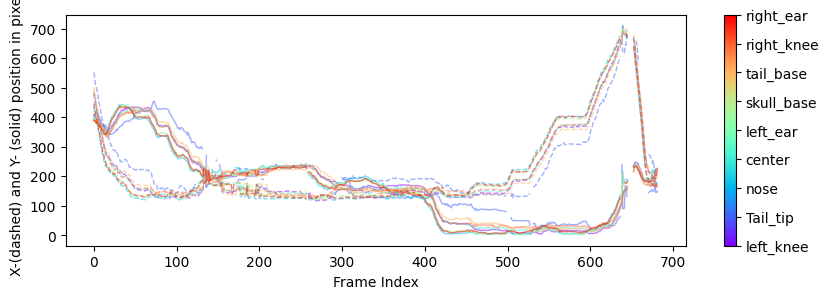 X-(dashed) and Y- (solid) position in pixe
700
600
500
400
300
200
100
0
0 100 200 300 400 500 600 700
Frame Index
right_ear
right_knee
tail_base
skull_base
left_ear
center
nose
Tail_tip
left_knee